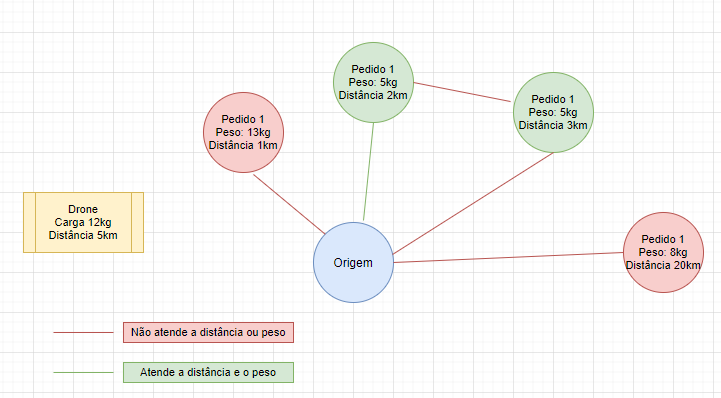 Pedido 1
Peso: 5kg
Distância 2km
Pedido 1
Peso: 5kg
Distância 3km
Pedido 1
Peso: 13kg
Distância 1km
Drone
Carga 12kg
Distância 5km
Origem
Pedido 1
Peso: 8kg
Distância 20km
Não atende a distância ou peso
Atende a distância e o peso